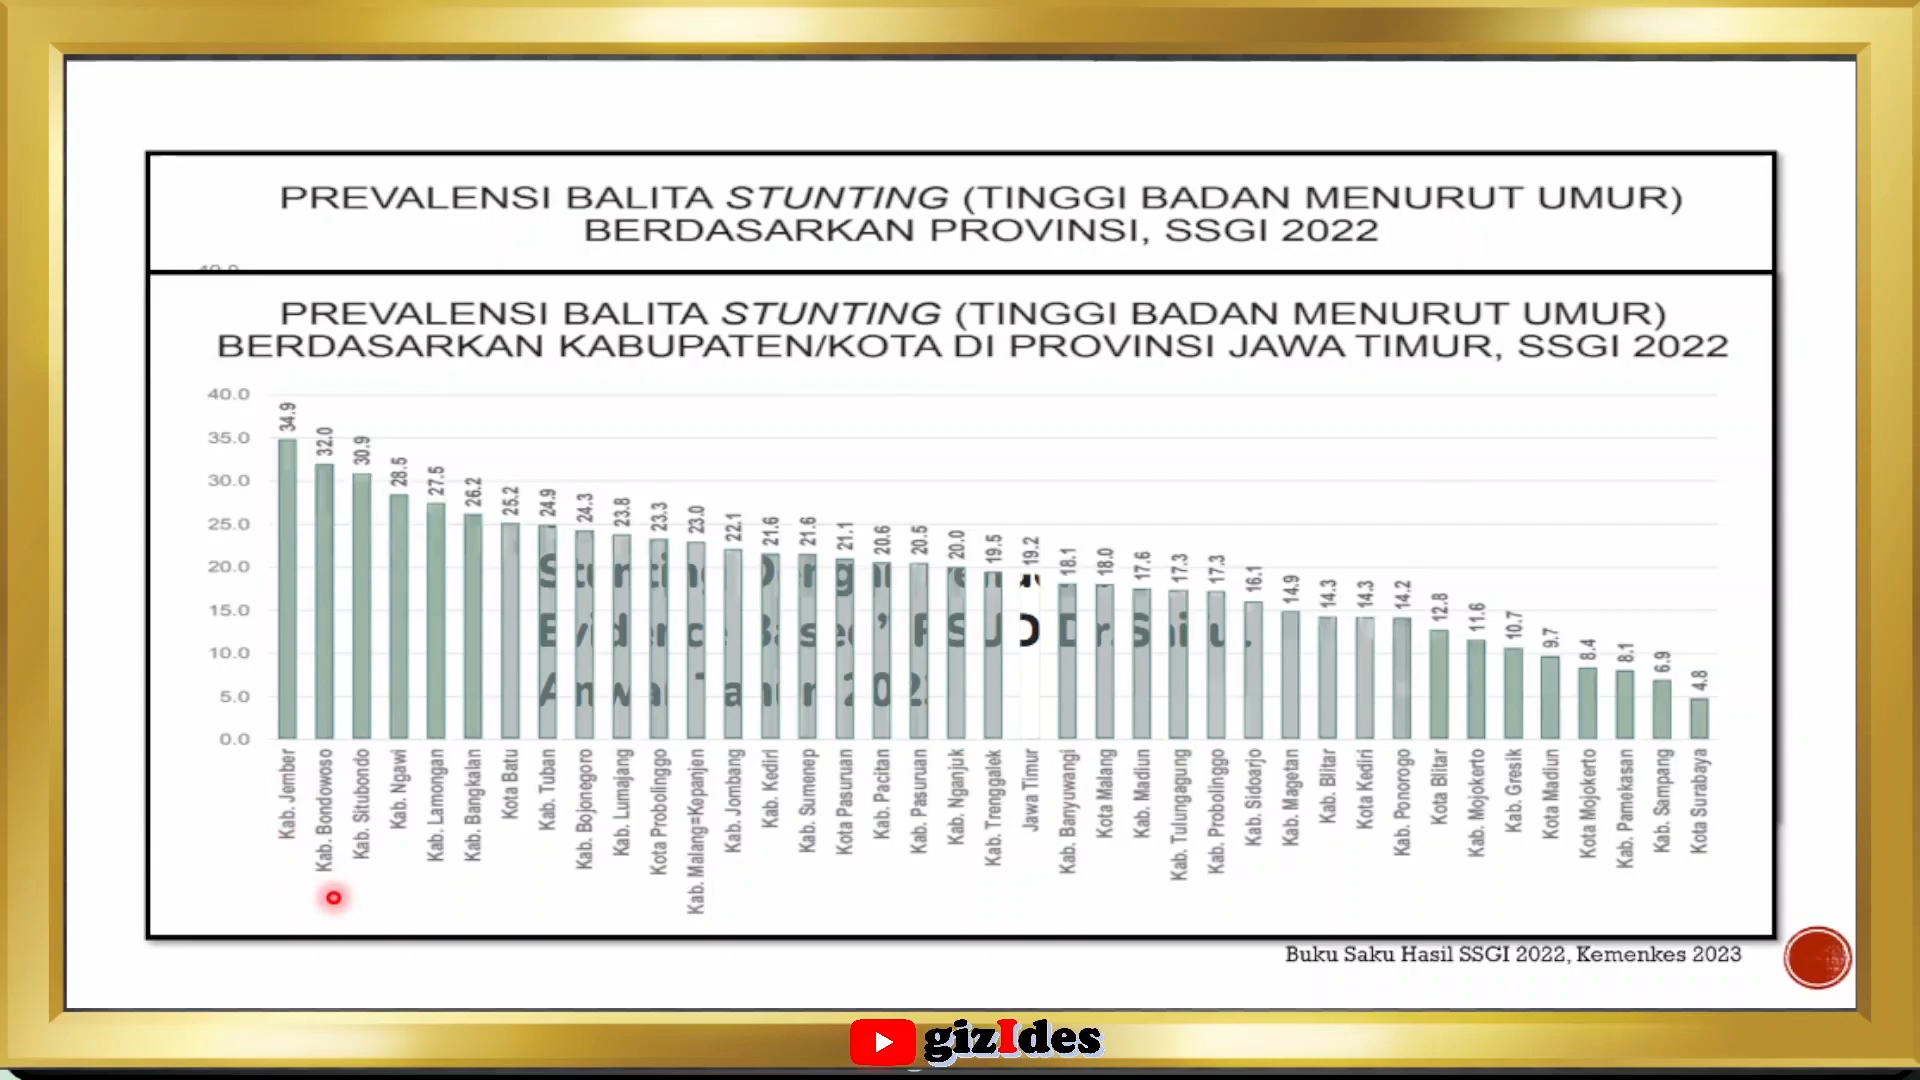 PREVALENSI BALITA STUNTING (TINGGI BADAN MENURUT UMUR)
BERDASARKAN PROVINSI, SSGI 2022
PREVALENSI BALITA STUNTING (TINGGI BADAN MENURUT UMUR)
BERDASARKAN KABUPATEN/KOTA DI PROVINSI JAWA TIMUR, SSGI 2022
40.0
35.0
30.0
25.0
20.0
15.0
10.0
5.0
0.0
34.9
32.0
30.9
28.5
27.5
26.2
25.2
24.9
24.3
23.8
23.3
23.0
22.1
21.6
21.6
21.1
20.6
20.5
20.0
19.5
19.2
18.1
18.0
17.6
17.3
17.3
16.1
14.9
14.3
14.3
14.2
12.8
11.6
10.7
9.7
8.4
8.1
6.9
4.8
Kab. Jember
Kab. Bondowoso
Kab. Situbondo
Kab. Ngawi
Kab. Lamongan
Kab. Bangkalan
Kota Batu
Kab. Tuban
Kab. Bojonegoro
Kab. Lumajang
Kota Probolinggo
Kab. Malang=Kepanjen
Kab. Jombang
Kab. Kediri
Kab. Sumenep
Kota Pasuruan
Kab. Pacitan
Kab. Pasuruan
Kab. Nganjuk
Kab. Trenggalek
Jawa Timur
Kab. Banyuwangi
Kota Malang
Kab. Madiun
Kab. Tulungagung
Kab. Probolinggo
Kab. Sidoarjo
Kab. Magetan
Kab. Blitar
Kota Kediri
Kab. Ponorogo
Kota Blitar
Kab. Mojokerto
Kab. Gresik
Kota Madiun
Kota Mojokerto
Kab. Pamekasan
Kab. Sampang
Kota Surabaya
Buku Saku Hasil SSGI 2022, Kemenkes 2023
gizIdes